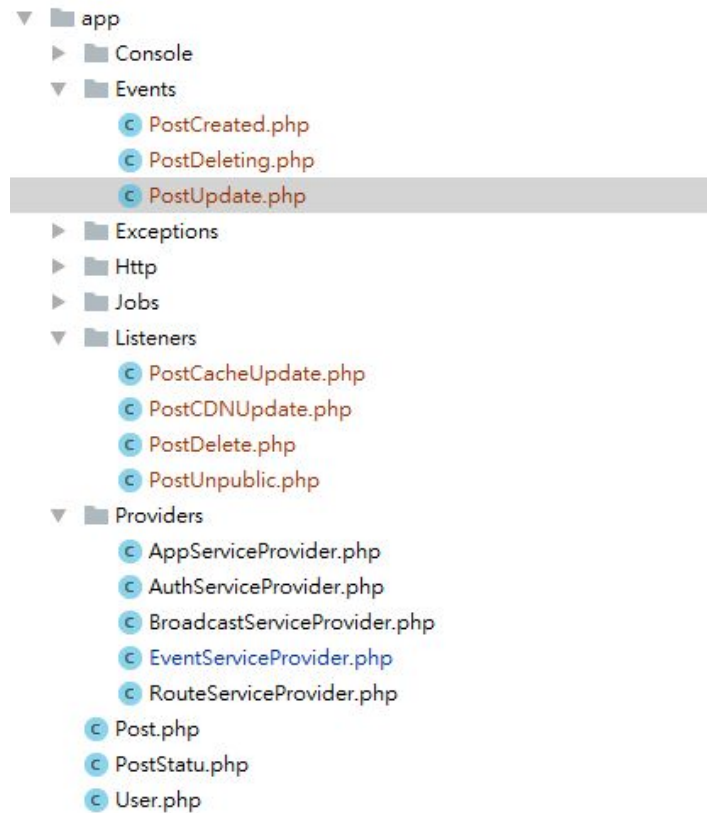 app
Console
Events
C PostCreated.php
C PostDeleting.php
C PostUpdate.php
Exceptions
Http
Jobs
Listeners
C PostCacheUpdate.php
C PostCDNUpdate.php
C PostDelete.php
C PostUnpublic.php
Providers
C AppServiceProvider.php
C AuthServiceProvider.php
C BroadcastServiceProvider.php
C EventServiceProvider.php
C RouteServiceProvider.php
C Post.php
C PostStatu.php
C User.php